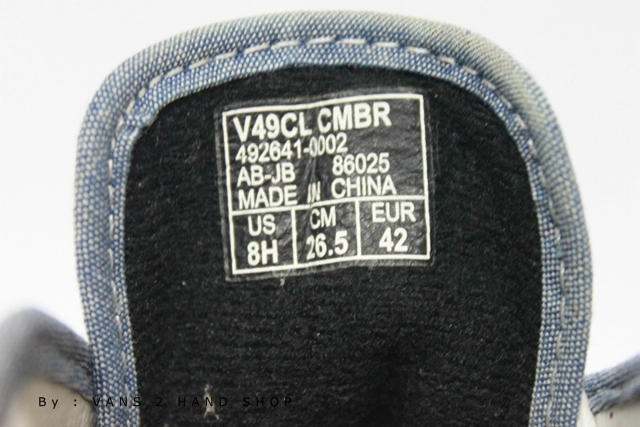 V49CL CMBR
492641-0002
AB-JB 86025
MADE IN CHINA
US CM EUR
8H 26.5 42
By : VANS 2 HAND SHOP